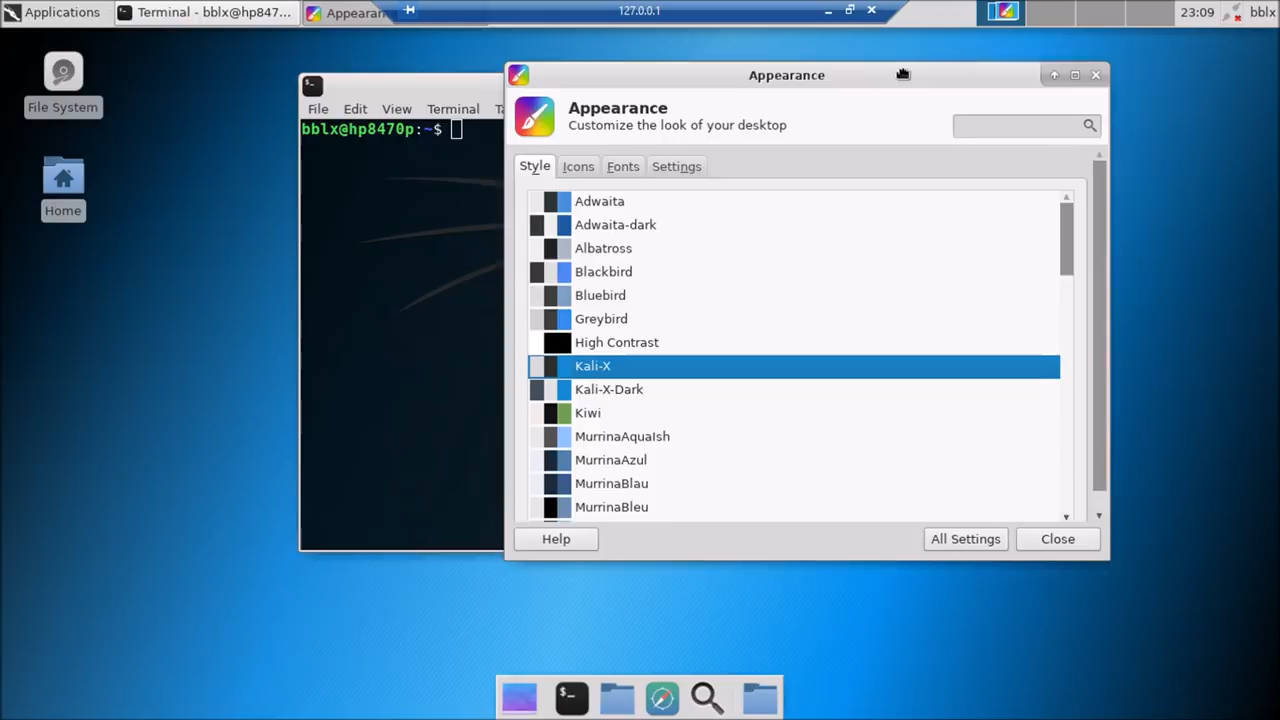 Applications
Terminal - bblx@hp847...
127.0.0.1
23:09
bblx
File System
Home
File Edit View Terminal
bblx@hp8470p:~$
Appearance
Appearance
Customize the look of your desktop
Style Icons Fonts Settings
Adwaita
Adwaita-dark
Albatross
Blackbird
Bluebird
Greybird
High Contrast
Kali-X
Kali-X-Dark
Kiwi
MurrinaAquaIsh
MurrinaAzul
MurrinaBlau
MurrinaBleu
Help
All Settings
Close
$-